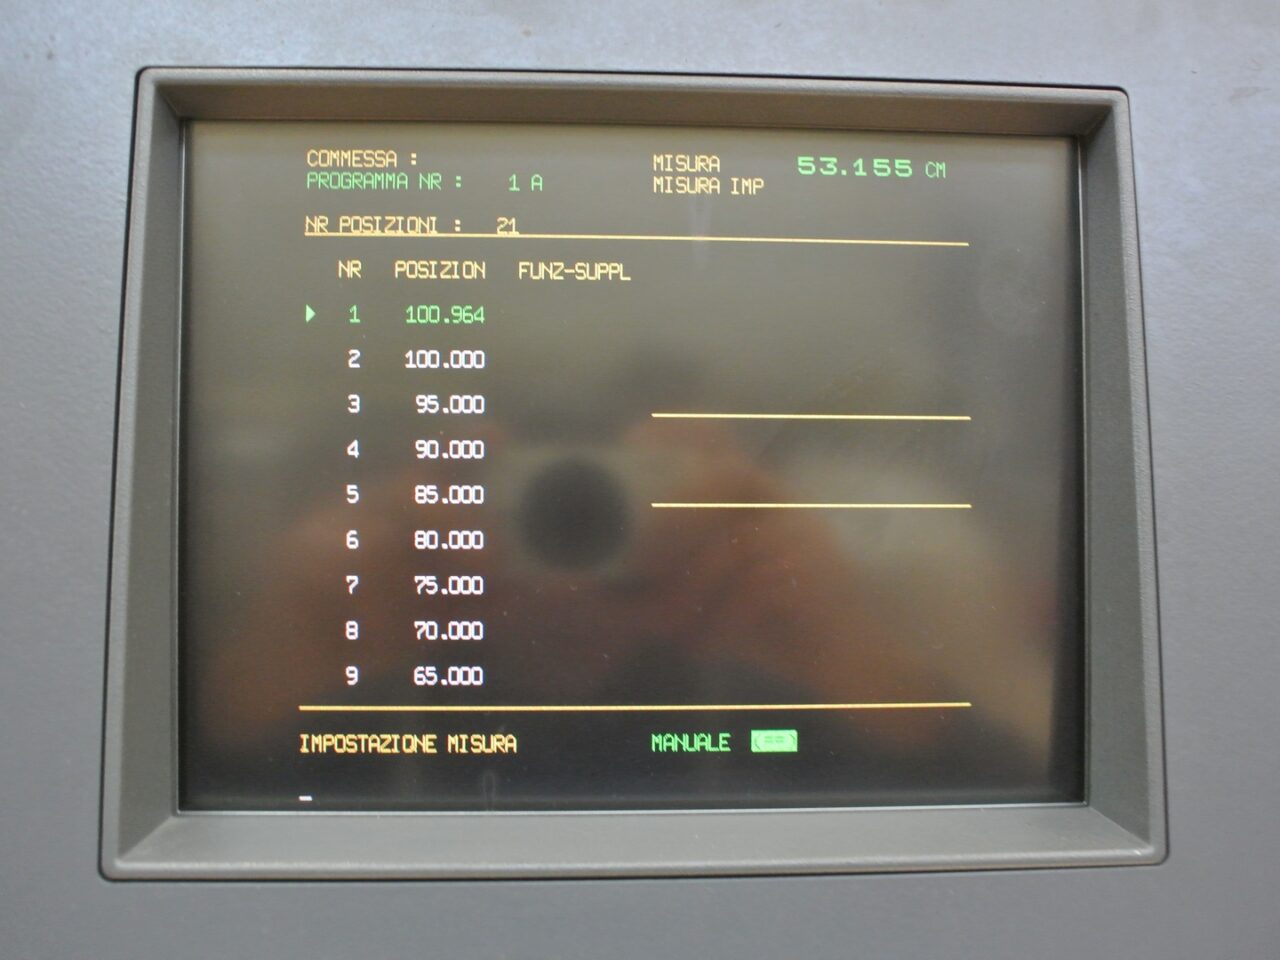 COMMESSA :
PROGRAMMA NR : 1 A
MISURA 53.155 CM
MISURA IMP
NR POSIZIONI : 21
NR POSIZION FUNZ-SUPPL
1 100.964
2 100.000
3 95.000
4 90.000
5 85.000
6 80.000
7 75.000
8 70.000
9 65.000
IMPOSTAZIONE MISURA MANUALE